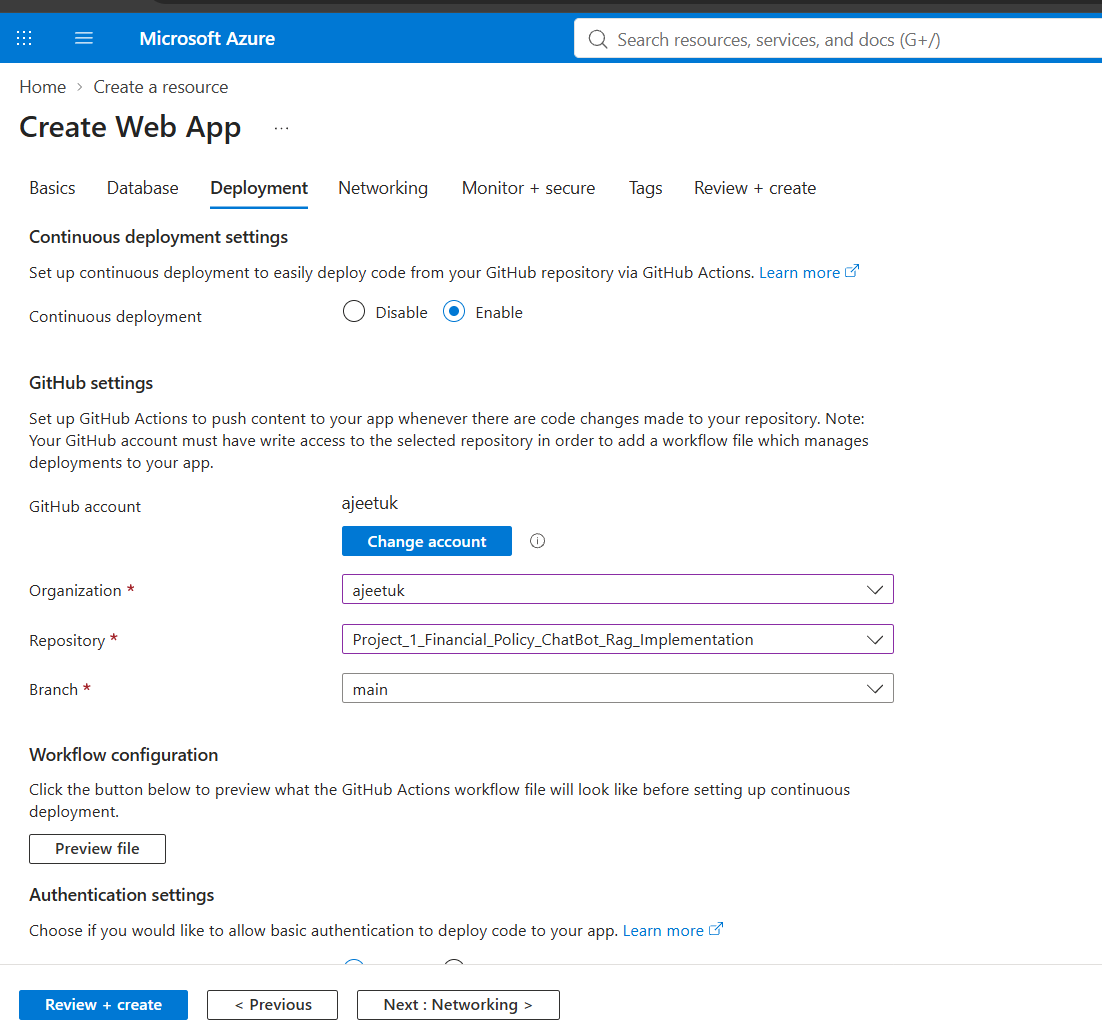 Microsoft Azure
Search resources, services, and docs (G+/)
Home > Create a resource
Create Web App ...
Basics Database Deployment Networking Monitor + secure Tags Review + create
Continuous deployment settings
Set up continuous deployment to easily deploy code from your GitHub repository via GitHub Actions. Learn more
Continuous deployment Disable Enable
GitHub settings
Set up GitHub Actions to push content to your app whenever there are code changes made to your repository. Note:
Your GitHub account must have write access to the selected repository in order to add a workflow file which manages
deployments to your app.
GitHub account ajeetuk
Change account
Organization * ajeetuk
Repository * Project_1_Financial_Policy_ChatBot_Rag_Implementation
Branch * main
Workflow configuration
Click the button below to preview what the GitHub Actions workflow file will look like before setting up continuous
deployment.
Preview file
Authentication settings
Choose if you would like to allow basic authentication to deploy code to your app. Learn more
Review + create < Previous Next : Networking >